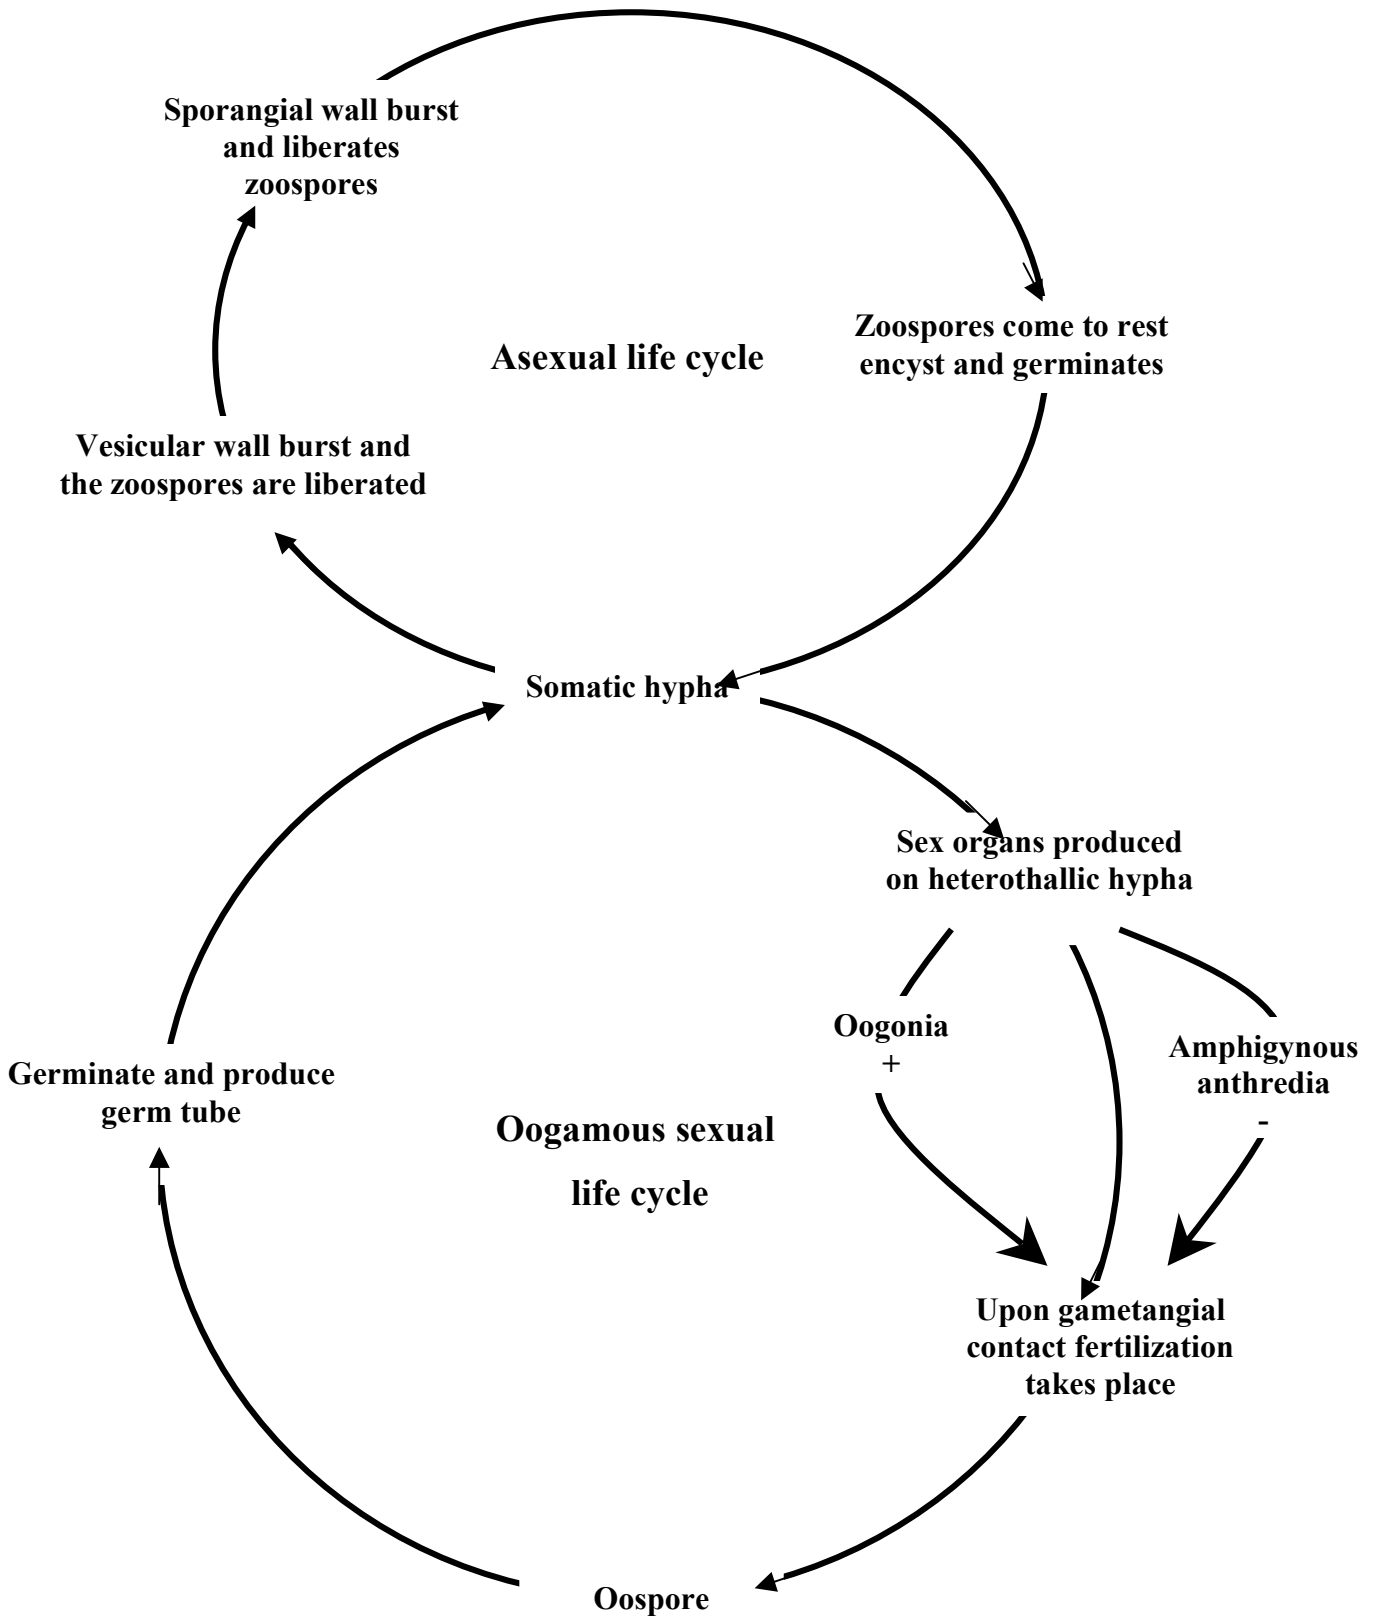 Sporangial wall burst
and liberates
zoospores
Zoospores come to rest
encyst and germinates
Asexual life cycle
Vesicular wall burst and
the zoospores are liberated
Somatic hypha
Sex organs produced
on heterothallic hypha
Oogonia
+
Amphigynous
anthredia
-
Germinate and produce
germ tube
Oogamous sexual
life cycle
Upon gametangial
contact fertilization
takes place
Oospore